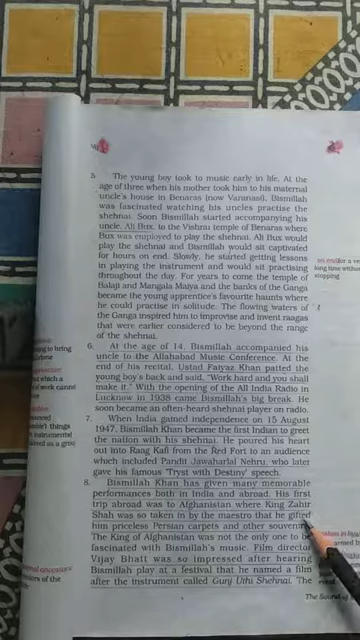 5 The young boy took to music early in life. At the
age of three when his mother took him to his maternal
uncle's house in Benaras (now Varanasi), Bismillah
was fascinated watching his uncles practise the
shehnai. Soon Bismillah started accompanying his
uncle, Ali Bux, to the Vishnu temple of Benaras where
Bux was employed to play the shehnai. Ali Bux would
play the shehnai and Bismillah would sit captivated
for hours on end. Slowly, he started getting lessons
in playing the instrument and would sit practising
throughout the day. For years to come the temple of
Balaji and Mangala Maiya and the banks of the Ganga
became the young apprentice's favourite haunts where
he could practise in solitude. The flowing waters of
the Ganga inspired him to improvise and invent raagas
that were earlier considered to be beyond the range
of the shehnai.
6. At the age of 14, Bismillah accompanied his
uncle to the Allahabad Music Conference. At the
end of his recital, Ustad Faiyaz Khan patted the
young boy's back and said, "Work hard and you shall
make it." With the opening of the All India Radio in
Lucknow in 1938 came Bismillah's big break. He
soon became an often-heard shehnai player on radio.
7. When India gained independence on 15 August
1947, Bismillah Khan became the first Indian to greet
the nation with his shehnai. He poured his heart
out into Raag Kafi from the Red Fort to an audience
which included Pandit Jawaharlal Nehru, who later
gave his famous 'Tryst with Destiny' speech.
8. Bismillah Khan has given many memorable
performances both in India and abroad. His first
trip abroad was to Afghanistan where King Zahir
Shah was so taken in by the maestro that he gifted
him priceless Persian carpets and other
The King of Afghanistan was not the only one to be
fascinated with Bismillah's music. Film director
Vijay Bhatt was so impressed after hearing
Bismillah play at a festival that he named a film
after the instrument called Gunj Uthi Shehnai. The
on end: for a
long time without
stopping
The Sound of